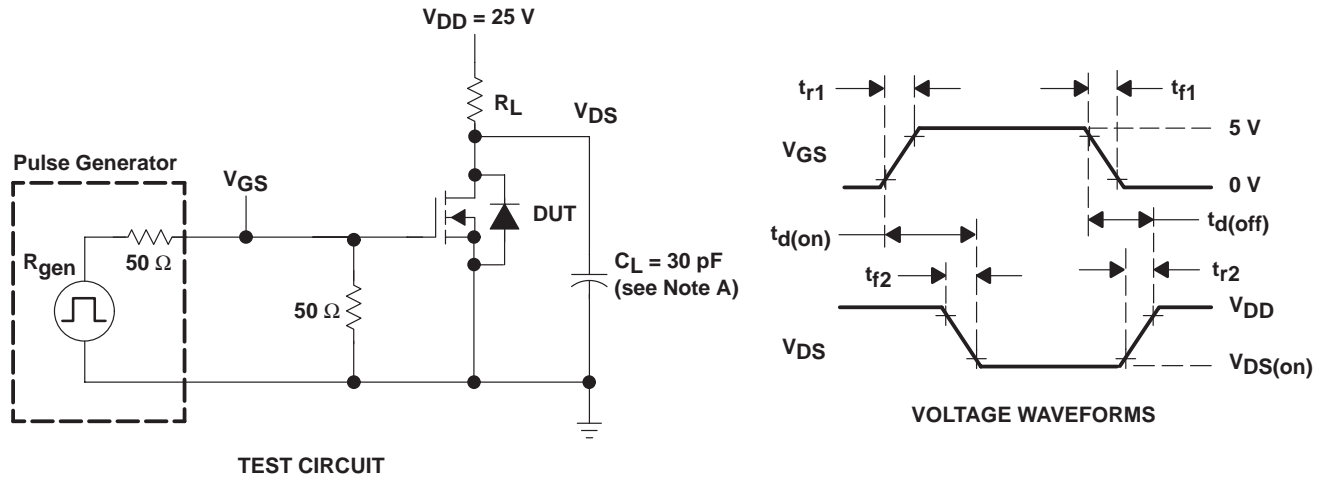 VDD = 25 V
RL
VDS
Pulse Generator
VGS
DUT
Rgen
50 Ω
50 Ω
CL = 30 pF
(see Note A)
TEST CIRCUIT
tr1
tf1
5 V
VGS
0 V
td(on)
td(off)
tf2
tr2
VDD
VDS
VDS(on)
VOLTAGE WAVEFORMS